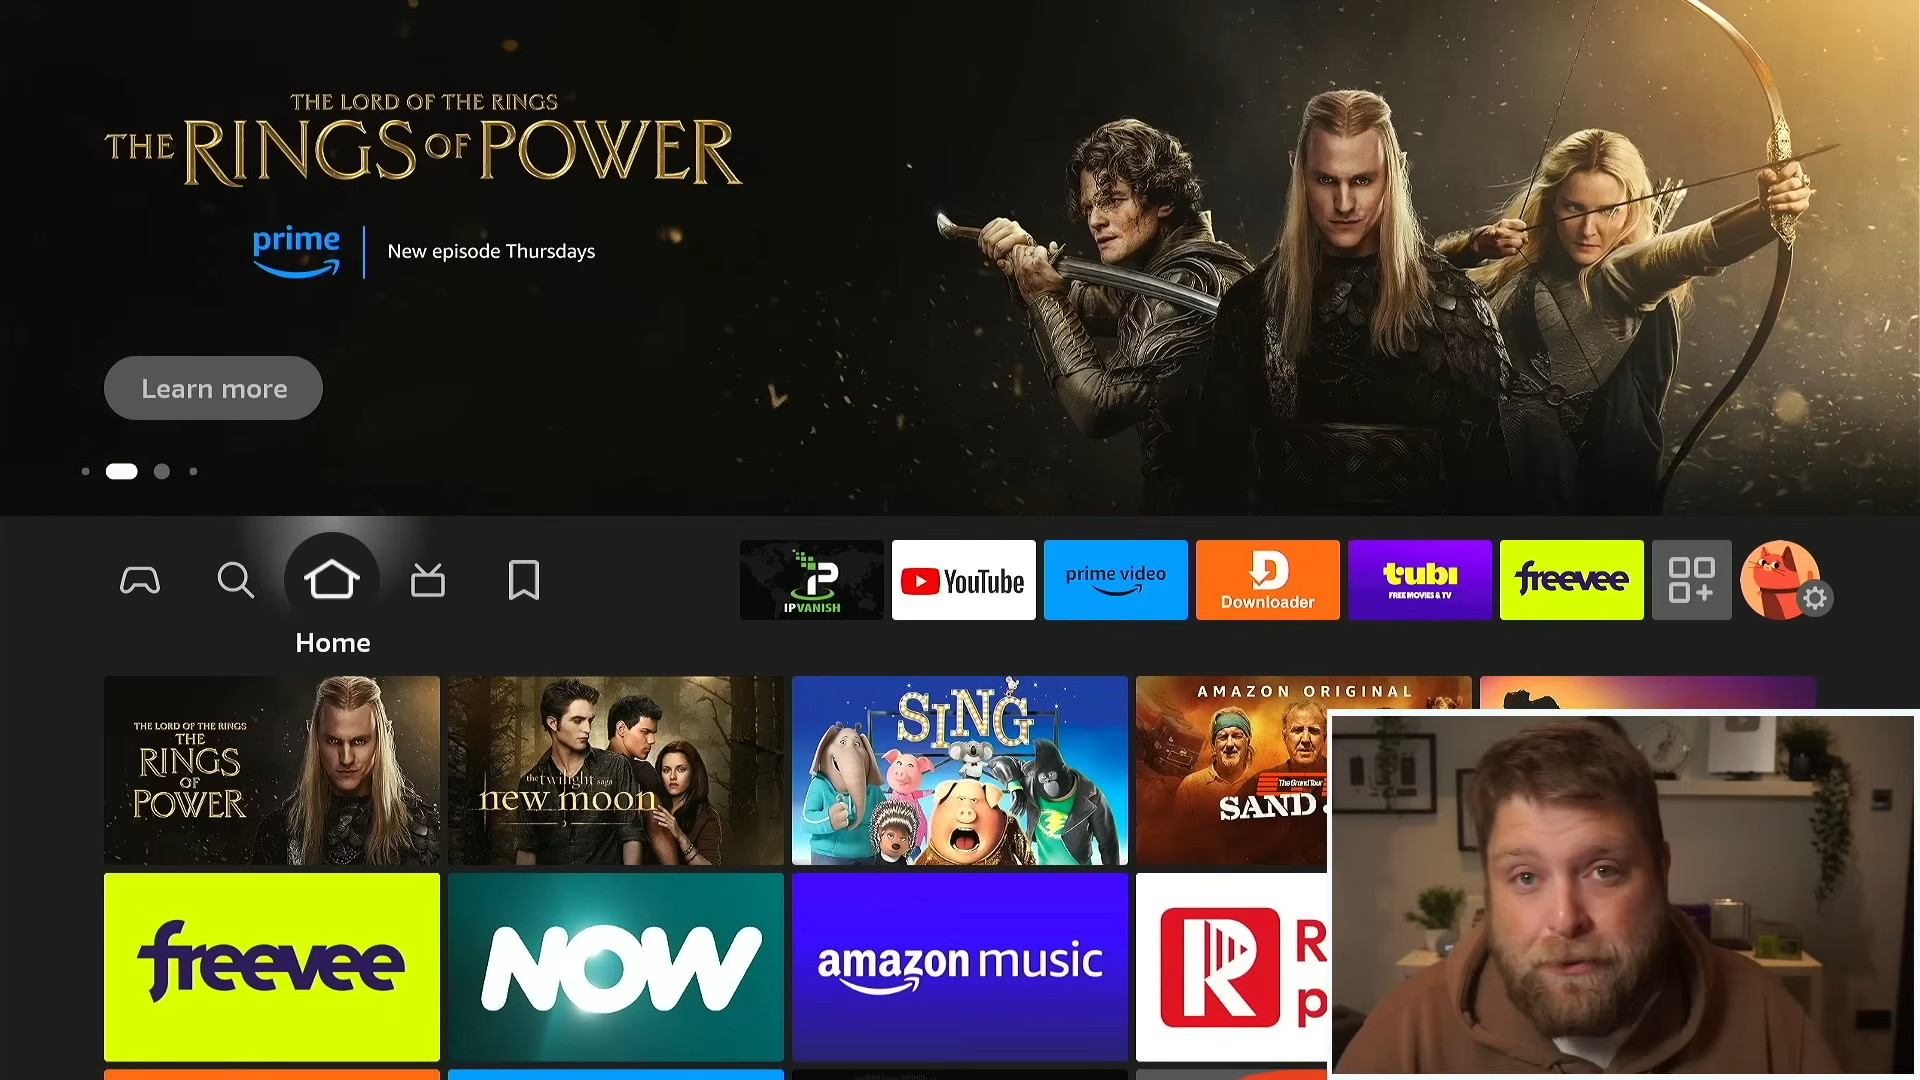 THE LORD OF THE RINGS
THE RINGS OF POWER
prime
New episode Thursdays
Learn more
IPVANISH
YouTube
prime video
Downloader
tubi
FREE MOVIES & TV
freevee
Home
THE LORD OF THE RINGS
THE
RINGS
OF
POWER
the twilight saga
new moon
SING
AMAZON ORIGINAL
The Grand Tour
SAND
freevee
NOW
amazon music
R
p